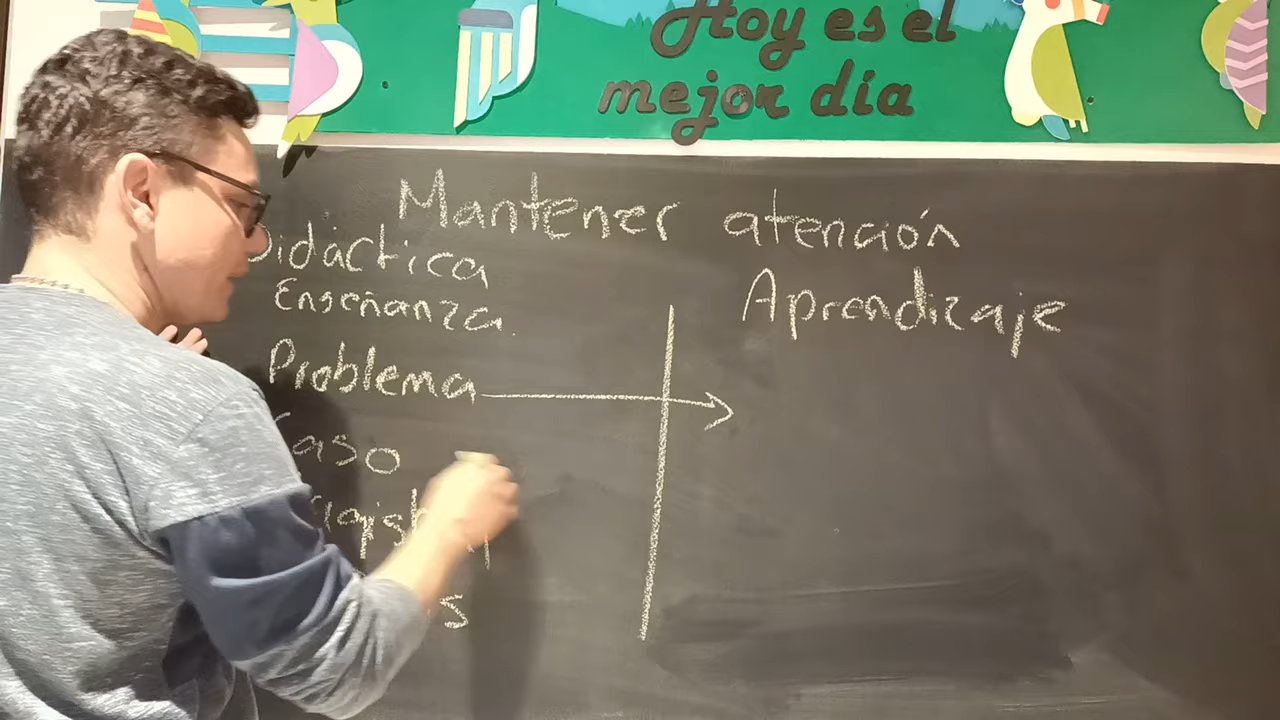 Hoy es el
mejor día
Mantener atención
Didáctica
Aprendizaje
Enseñanza
Problema
Caso